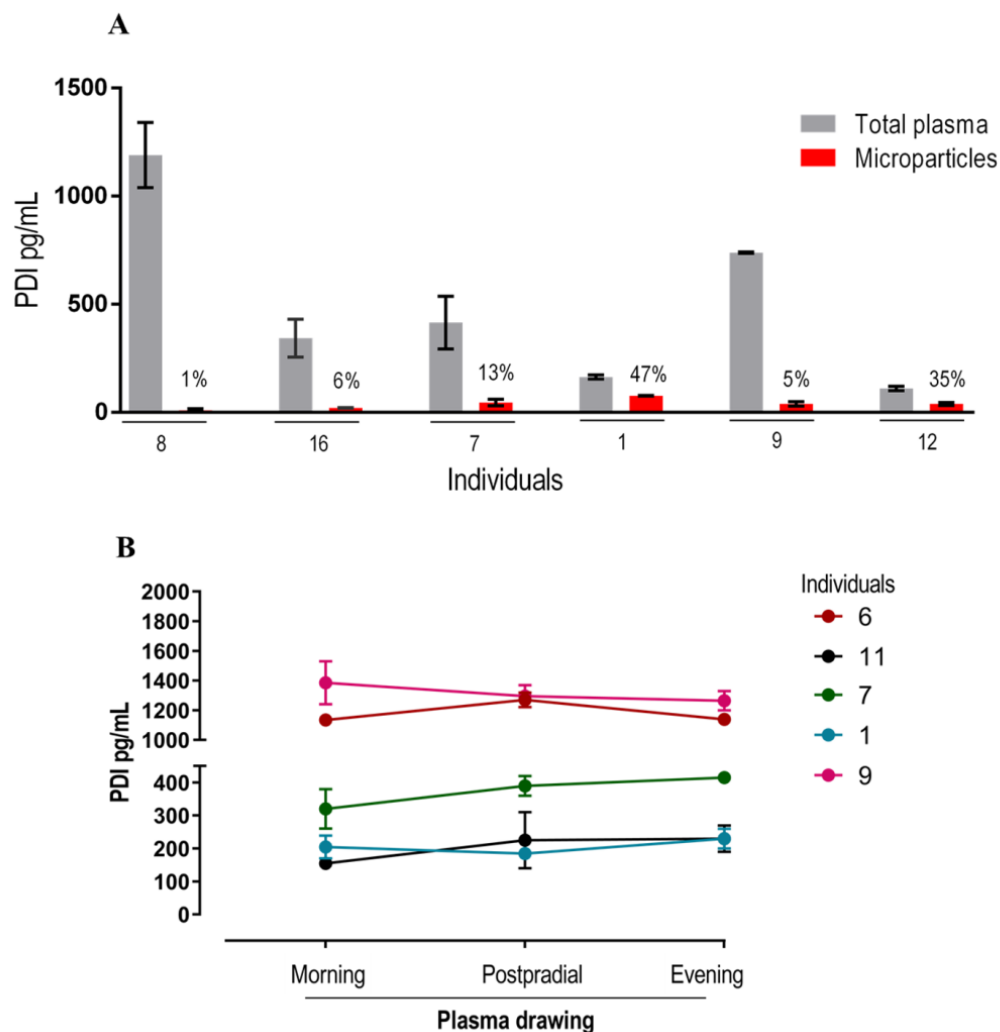 A
1500
1000
500
0
PDI pg/mL
Total plasma
Microparticles
1%
6%
13%
47%
5%
35%
8
16
7
1
9
12
Individuals
B
2000
1800
1600
1400
1200
1000
400
300
200
100
0
PDI pg/mL
Individuals
6
11
7
1
9
Morning
Postpradial
Evening
Plasma drawing